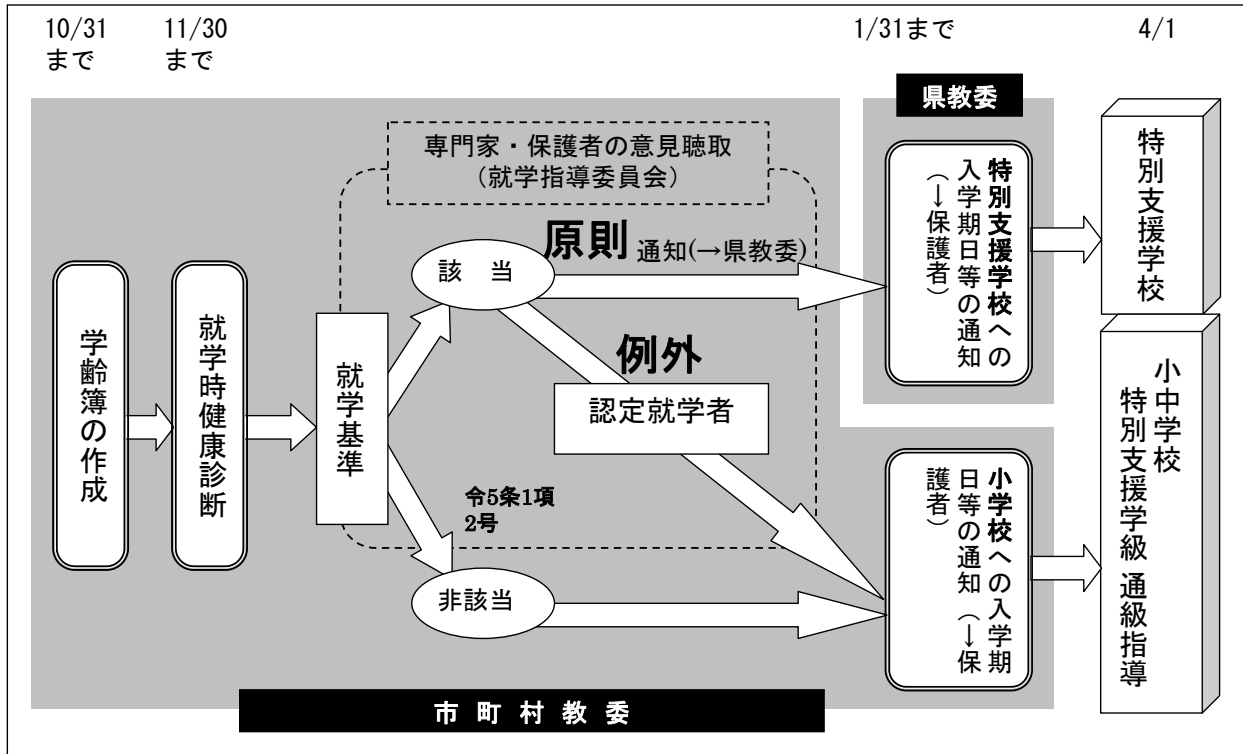 10/31
まで
11/30
まで
1/31まで
4/1
県教委
専門家・保護者の意見聴取
(就学指導委員会)
原則 通知(→県教委)
該 当
例外
認定就学者
学齢簿の作成
就学時健康診断
就学基準
令5条1項
2号
非該当
特別支援学校への
入学期日等の通知
(→保護者)
小学校への入学期
日等の通知 (→保
護者)
特別支援学校
小中学校
特別支援学級 通級指導
市 町 村 教 委